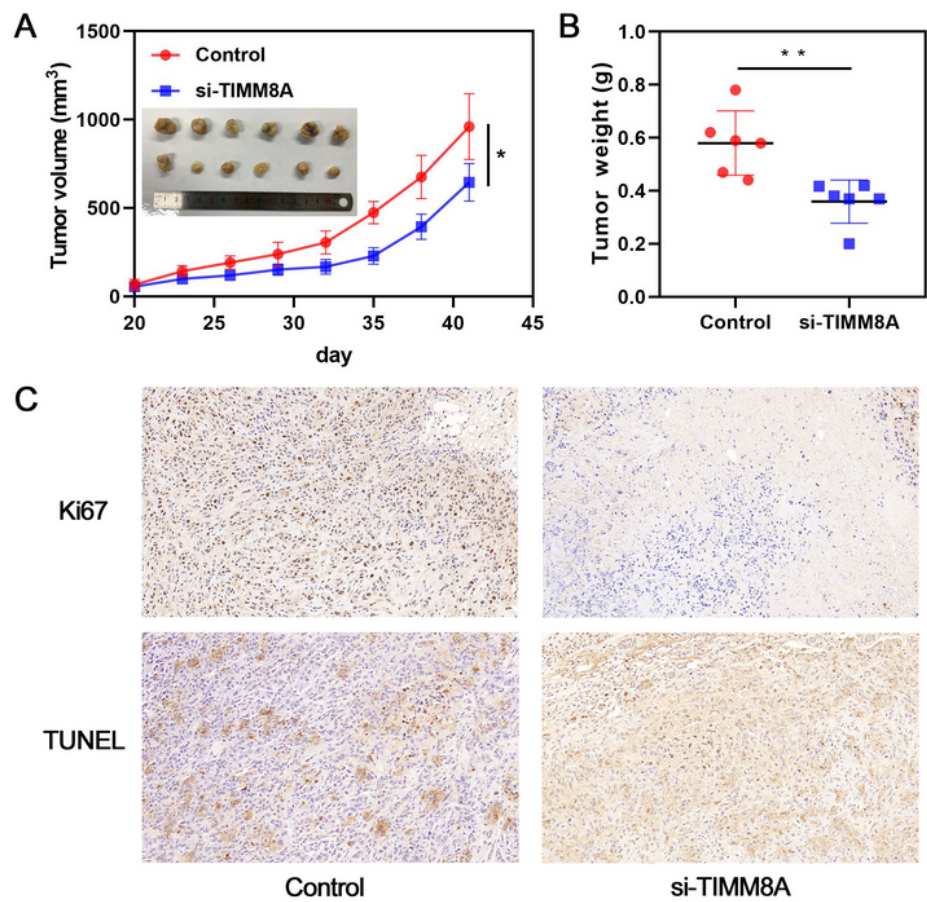 A
Tumor volume (mm³)
1500
1000
500
0
Control
si-TIMM8A
*
20 25 30 35 40 45
day
B
Tumor weight (g)
1.0
0.8
0.6
0.4
0.2
0.0
* *
Control si-TIMM8A
C
Ki67
TUNEL
Control si-TIMM8A